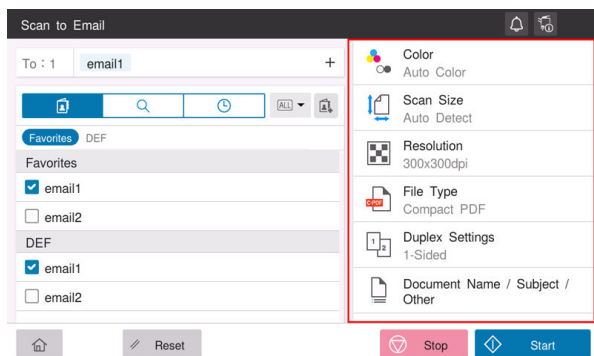 Scan to Email
To : 1 email1 +
ALL
Favorites DEF
Favorites
email1
email2
DEF
email1
email2
Color
Auto Color
Scan Size
Auto Detect
Resolution
300x300dpi
C-PDF
File Type
Compact PDF
1 2
Duplex Settings
1-Sided
Document Name / Subject /
Other
Reset
Stop
Start